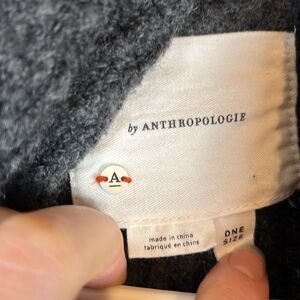 by ANTHROPOLOGIE
A
made in china
fabriqué en chine
ONE
SIZE